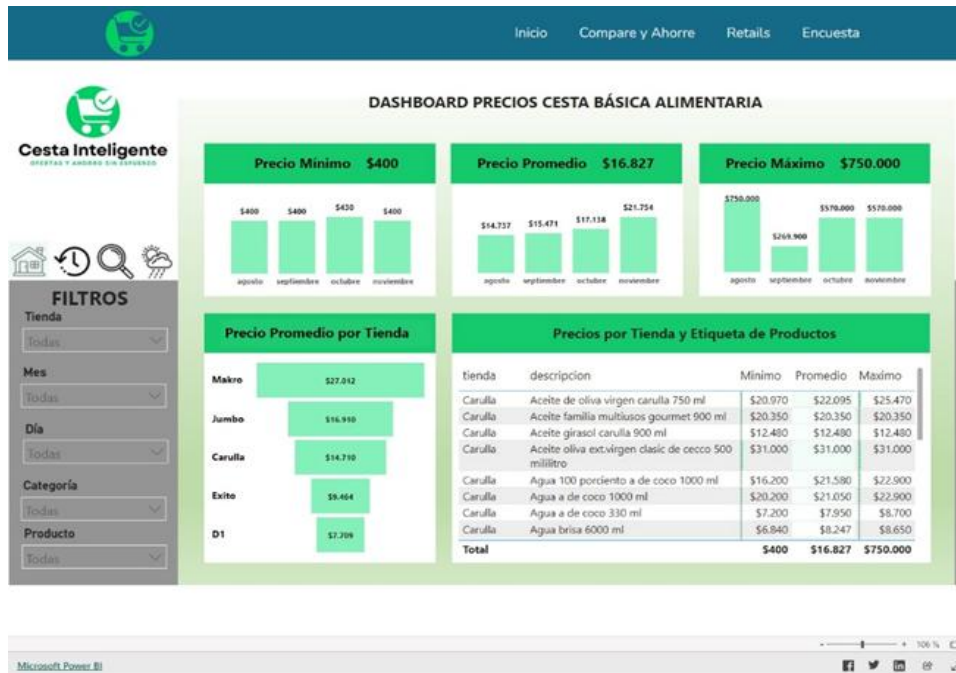 Inicio Compare y Ahorre Retails Encuesta
Cesta Inteligente
OFERTAS Y AHORRO SIN ESFUERZO
DASHBOARD PRECIOS CESTA BÁSICA ALIMENTARIA
Precio Mínimo $400
$400 $400 $430 $400
agosto septiembre octubre noviembre
Precio Promedio $16.827
$14.737 $15.471 $17.138 $21.754
agosto septiembre octubre noviembre
Precio Máximo $750.000
$750.000 $269.900 $570.000 $570.000
agosto septiembre octubre noviembre
FILTROS
Tienda
Todas
Mes
Todas
Día
Todas
Categoría
Todas
Producto
Todas
Precio Promedio por Tienda
Makro $27.012
Jumbo $16.910
Carulla $14.710
Exito $9.464
D1 $7.709
Precios por Tienda y Etiqueta de Productos
tienda descripcion Minimo Promedio Maximo
Carulla Aceite de oliva virgen carulla 750 ml $20.970 $22.095 $25.470
Carulla Aceite familia multiusos gourmet 900 ml $20.350 $20.350 $20.350
Carulla Aceite girasol carulla 900 ml $12.480 $12.480 $12.480
Carulla Aceite oliva ext.virgen clasic de cecco 500 $31.000 $31.000 $31.000
mililitro
Carulla Agua 100 porciento a de coco 1000 ml $16.200 $21.580 $22.900
Carulla Agua a de coco 1000 ml $20.200 $21.050 $22.900
Carulla Agua a de coco 330 ml $7.200 $7.950 $8.700
Carulla Agua brisa 6000 ml $6.840 $8.247 $8.650
Total $400 $16.827 $750.000
- + 106 %
Microsoft Power BI